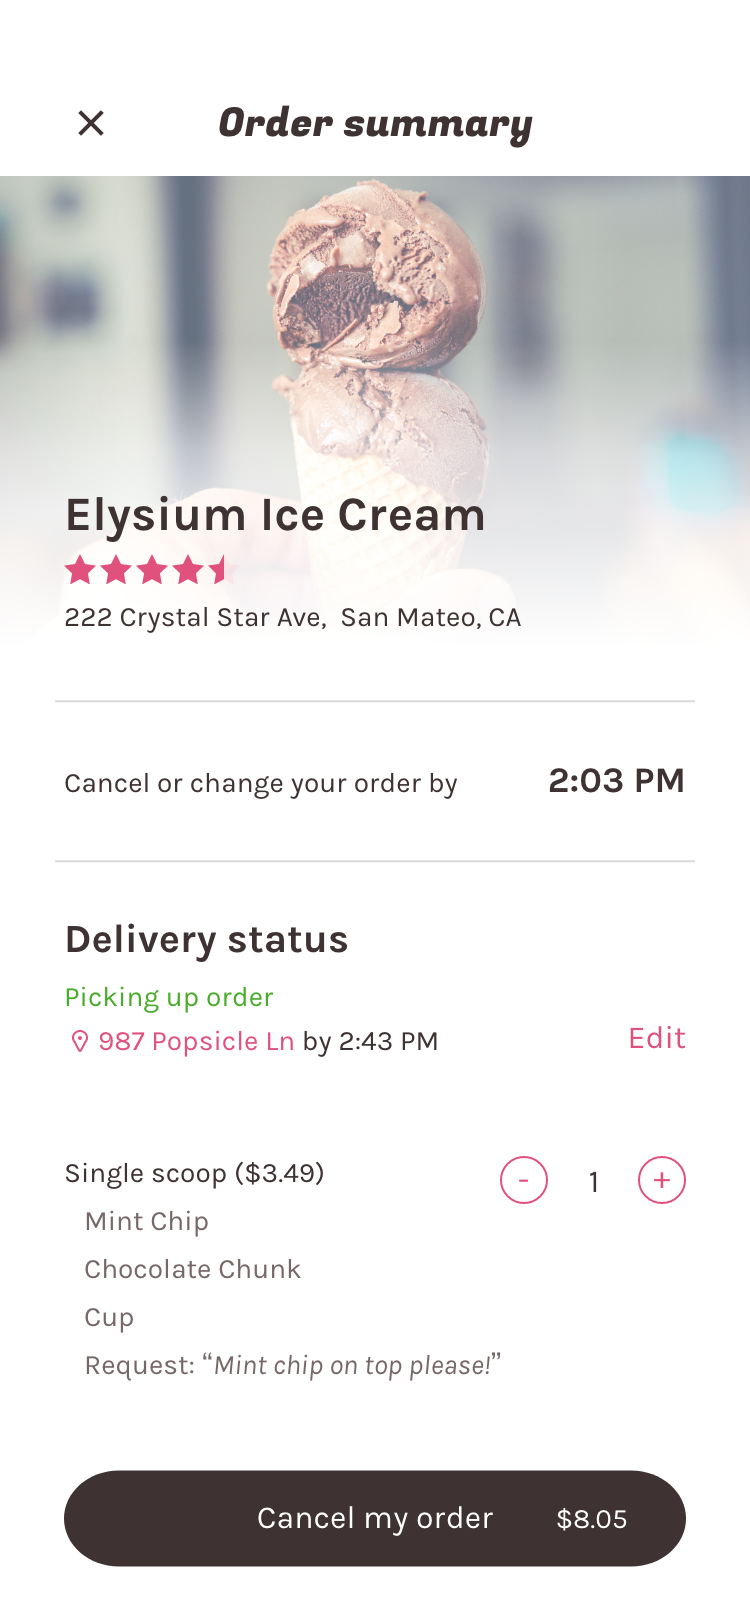 Order summary
Elysium Ice Cream
222 Crystal Star Ave,  San Mateo, CA
Cancel or change your order by 2:03 PM
Delivery status
Picking up order
987 Popsicle Ln by 2:43 PM Edit
Single scoop ($3.49) - 1 +
Mint Chip
Chocolate Chunk
Cup
Request: “Mint chip on top please!”
Cancel my order $8.05